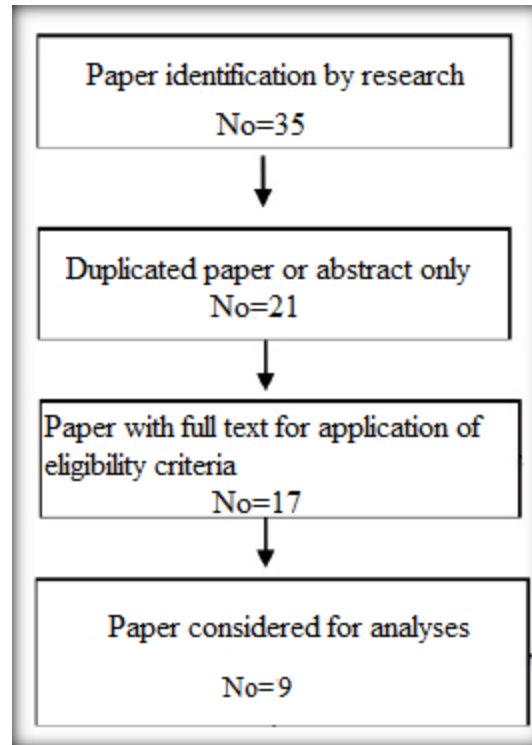 Paper identification by research
No=35
Duplicated paper or abstract only
No=21
Paper with full text for application of
eligibility criteria
No=17
Paper considered for analyses
No=9